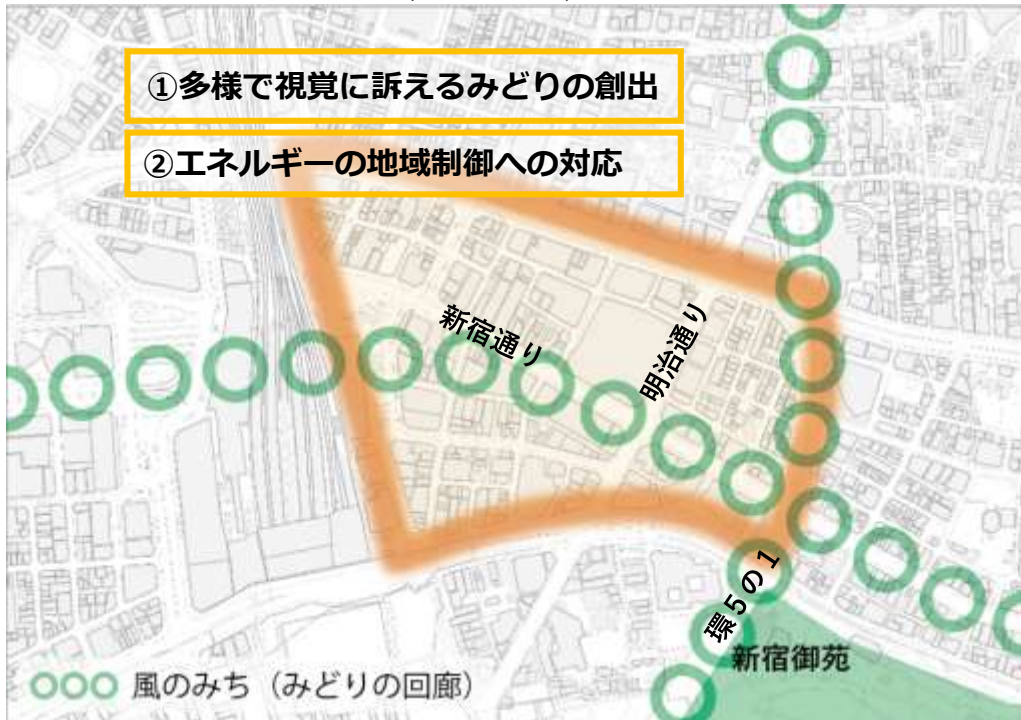 ①多様で視覚に訴えるみどりの創出
②エネルギーの地域制御への対応
新宿通り
明治通り
環5の1
新宿御苑
風のみち（みどりの回廊）